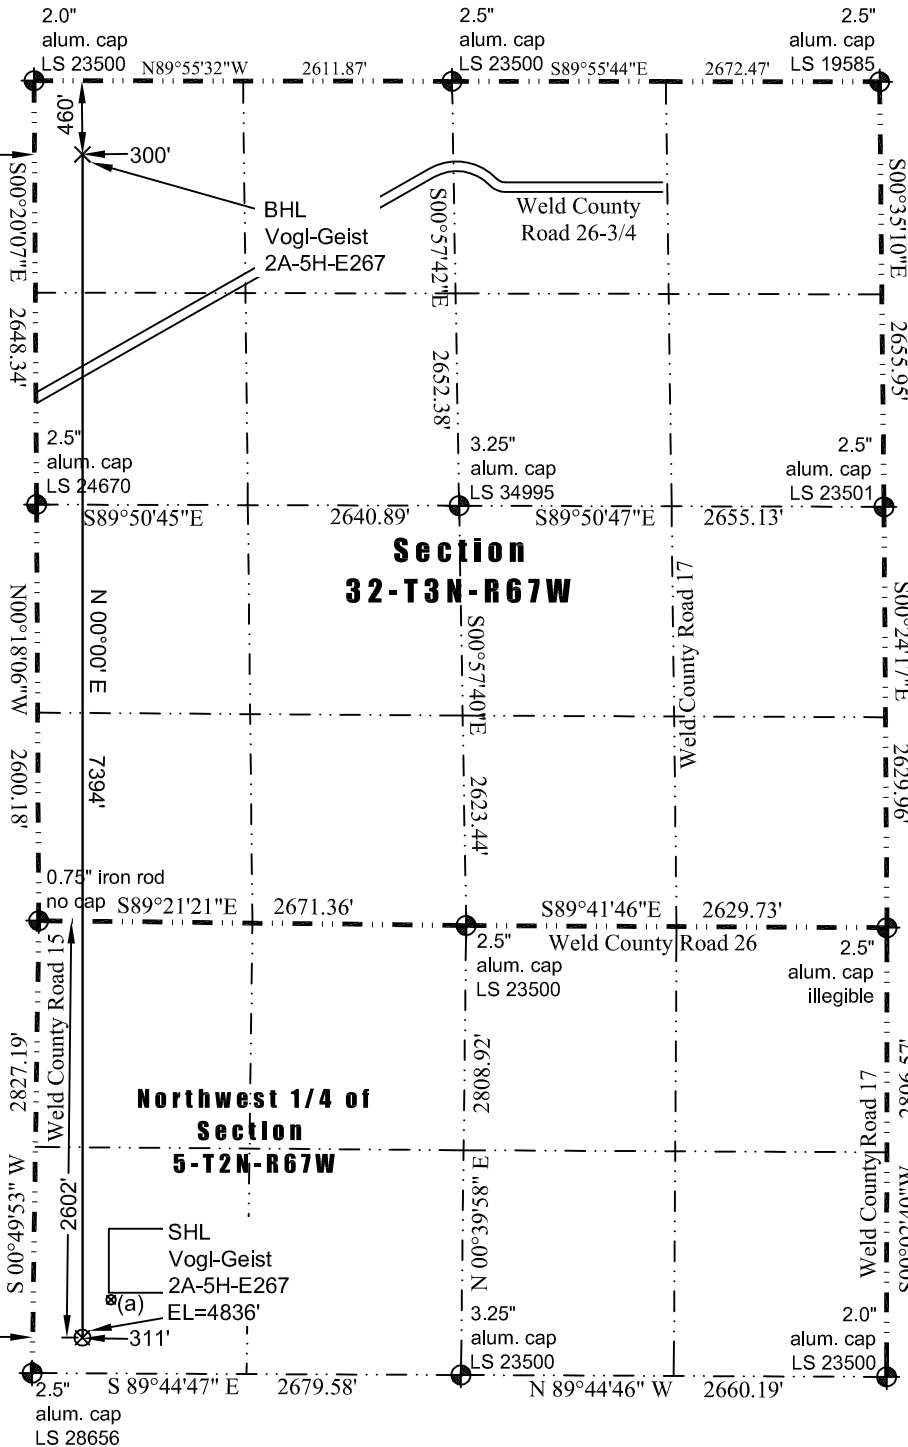 2.0"
alum. cap
LS 23500
2.5"
alum. cap
LS 23500
2.5"
alum. cap
LS 19585
N89°55'32"W 2611.87'
S89°55'44"E 2672.47'
460'
300'
BHL
Vogl-Geist
2A-5H-E267
Weld County
Road 26-3/4
S00°20'07"E 2648.34'
S00°57'42"E 2652.38'
S00°35'10"E 2655.95'
2.5"
alum. cap
LS 24670
3.25"
alum. cap
LS 34995
2.5"
alum. cap
LS 23501
S89°50'45"E 2640.89'
S89°50'47"E 2655.13'
Section
32-T3N-R67W
N00°18'06"W 2600.18'
N 00°00' E 7394'
S00°57'40"E 2623.44'
Weld County Road 17
S00°24'17"E 2629.96'
0.75" iron rod
no cap
S89°21'21"E 2671.36'
S89°41'46"E 2629.73'
Weld County Road 26
2.5"
alum. cap
LS 23500
2.5"
alum. cap
illegible
Weld County Road 15
S 00°49'53" W 2827.19'
2602'
Northwest 1/4 of
Section
5-T2N-R67W
N 00°39'58" E 2808.92'
Weld County Road 17
SHL
Vogl-Geist
2A-5H-E267
EL=4836'
(a)
311'
3.25"
alum. cap
LS 23500
2.0"
alum. cap
LS 23500
S 89°44'47" E 2679.58'
N 89°44'46" W 2660.19'
2.5"
alum. cap
LS 28656